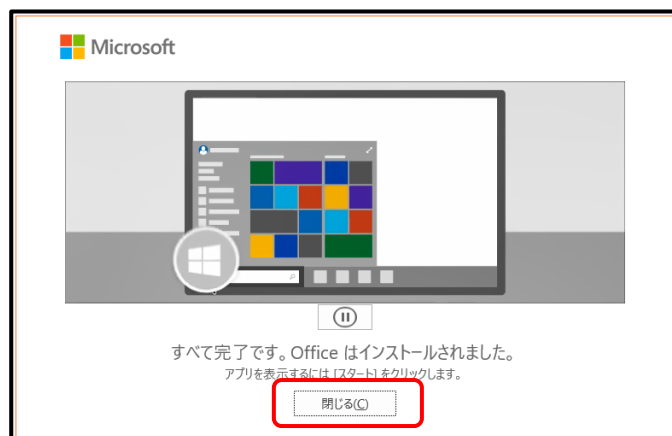 Microsoft
すべて完了です。Office はインストールされました。
アプリを表示するには [スタート] をクリックします。
閉じる(C)